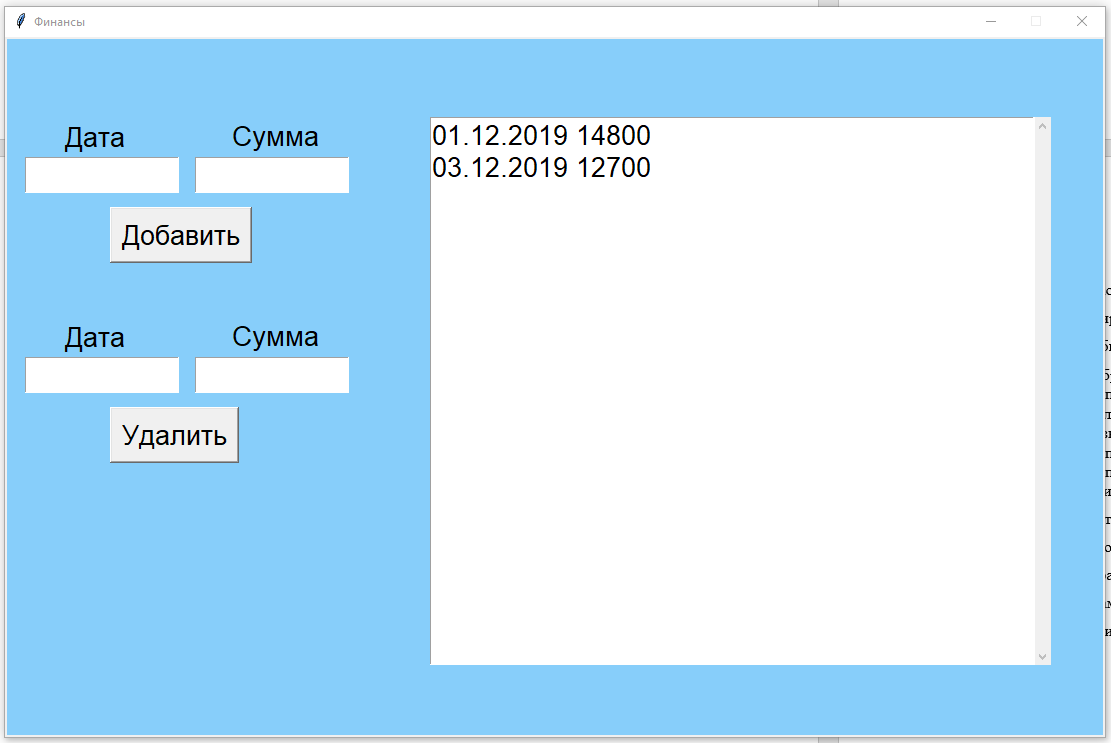 Финансы
Дата Сумма
Добавить
Дата Сумма
Удалить
01.12.2019 14800
03.12.2019 12700